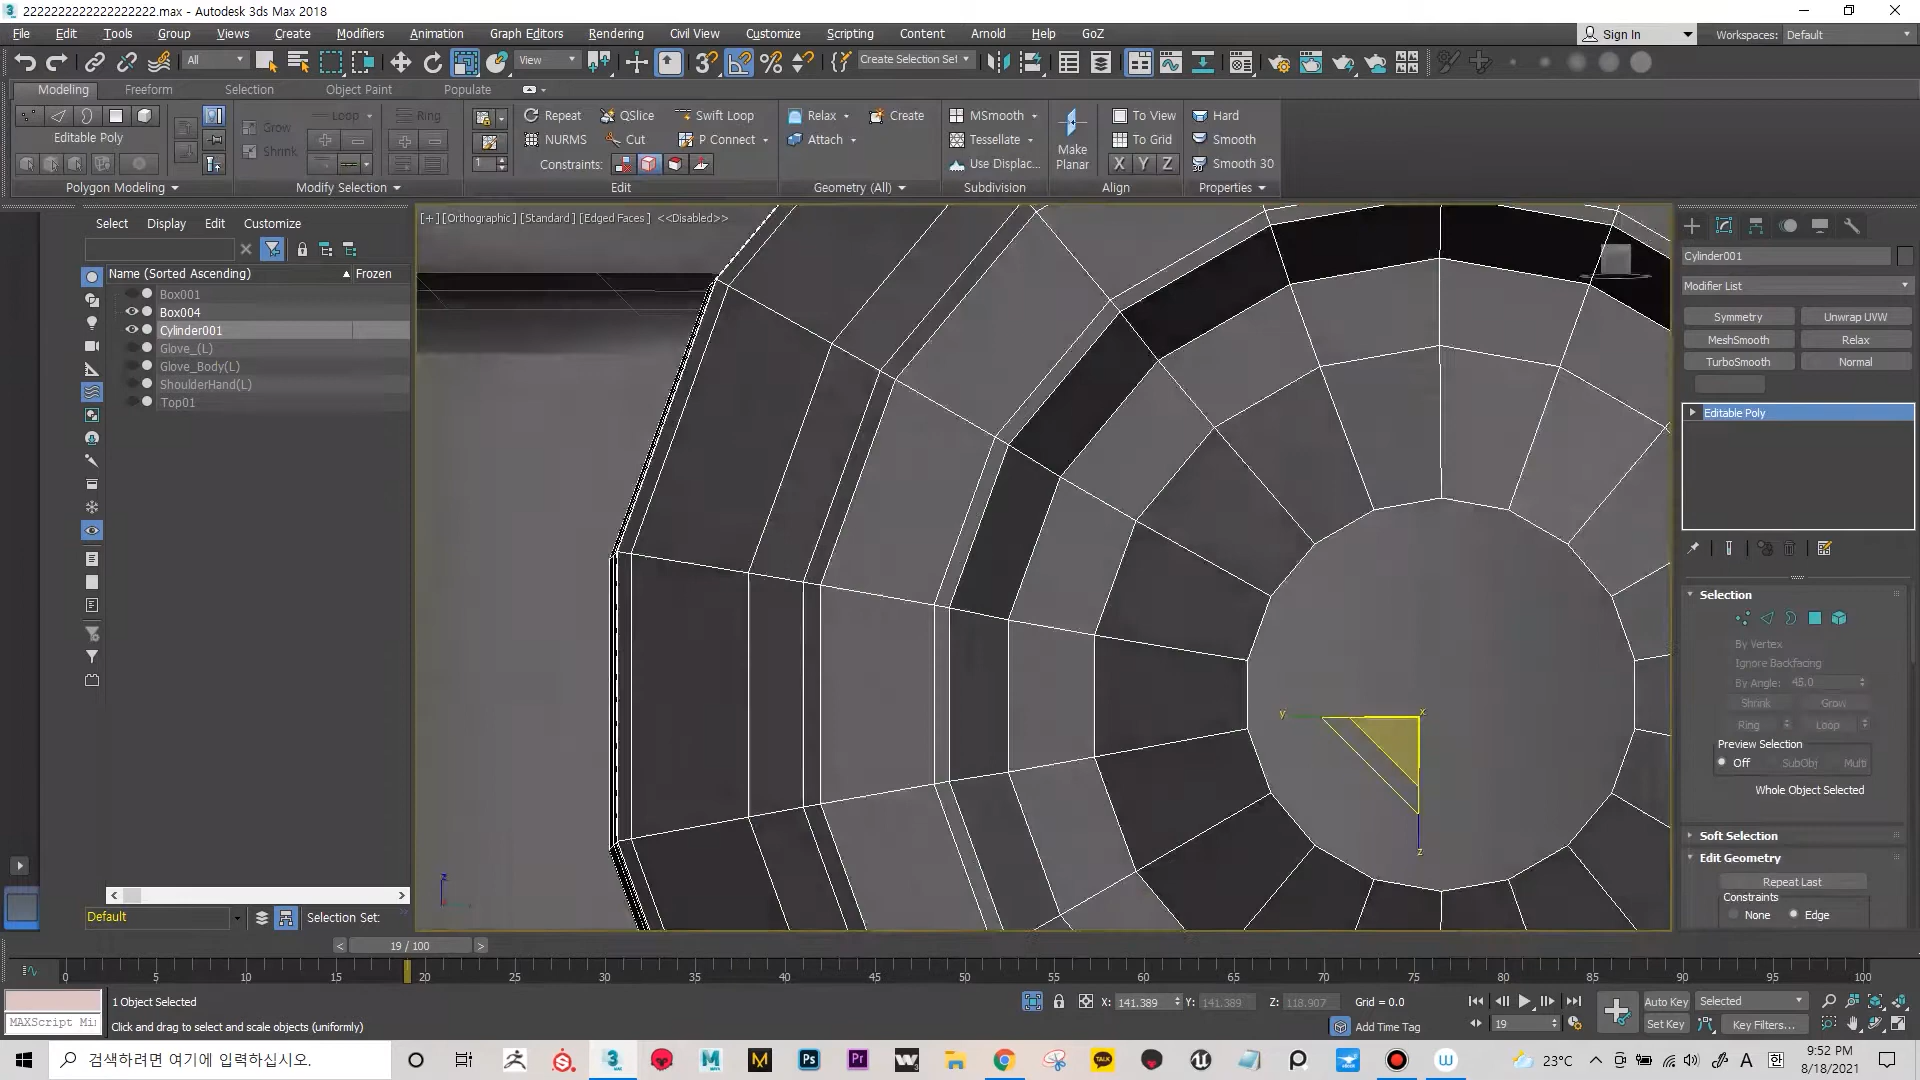 2222222222222222222222.max - Autodesk 3ds Max 2018
File Edit Tools Group Views Create Modifiers Animation Graph Editors Rendering Civil View Customize Scripting Content Arnold Help GoZ
Sign In Workspaces: Default
All View Create Selection Set
Modeling Freeform Selection Object Paint Populate
Loop Ring Repeat QSlice Swift Loop Relax Create MSmooth To View Hard
Editable Poly Grow NURMS Cut P Connect Attach Tessellate Make Planar To Grid Smooth
Shrink 1 Constraints: Use Displac... X Y Z Smooth 30
Polygon Modeling Modify Selection Edit Geometry (All) Subdivision Align Properties
Select Display Edit Customize
[+] [Orthographic] [Standard] [Edged Faces] <<Disabled>>
Name (Sorted Ascending) Frozen
Box001
Box004
Cylinder001
Glove_(L)
Glove_Body(L)
ShoulderHand(L)
Top01
Cylinder001
Modifier List
Symmetry Unwrap UVW
MeshSmooth Relax
TurboSmooth Normal
Editable Poly
Selection
By Vertex
Ignore Backfacing
By Angle: 45.0
Shrink Grow
Ring Loop
Preview Selection
Off SubObj Multi
Whole Object Selected
Soft Selection
Edit Geometry
Repeat Last
Constraints
None Edge
y x
z
z
Default Selection Set:
< 19 / 100 >
0 5 10 15 20 25 30 35 40 45 50 55 60 65 70 75 80 85 90 95 100
1 Object Selected X: 141.389 Y: 141.389 Z: 118.907 Grid = 0.0 Auto Key Selected
MAXScript Mi Click and drag to select and scale objects (uniformly) Add Time Tag 19 Set Key Key Filters...
검색하려면 여기에 입력하십시오. 23°C A 한 9:52 PM
8/18/2021